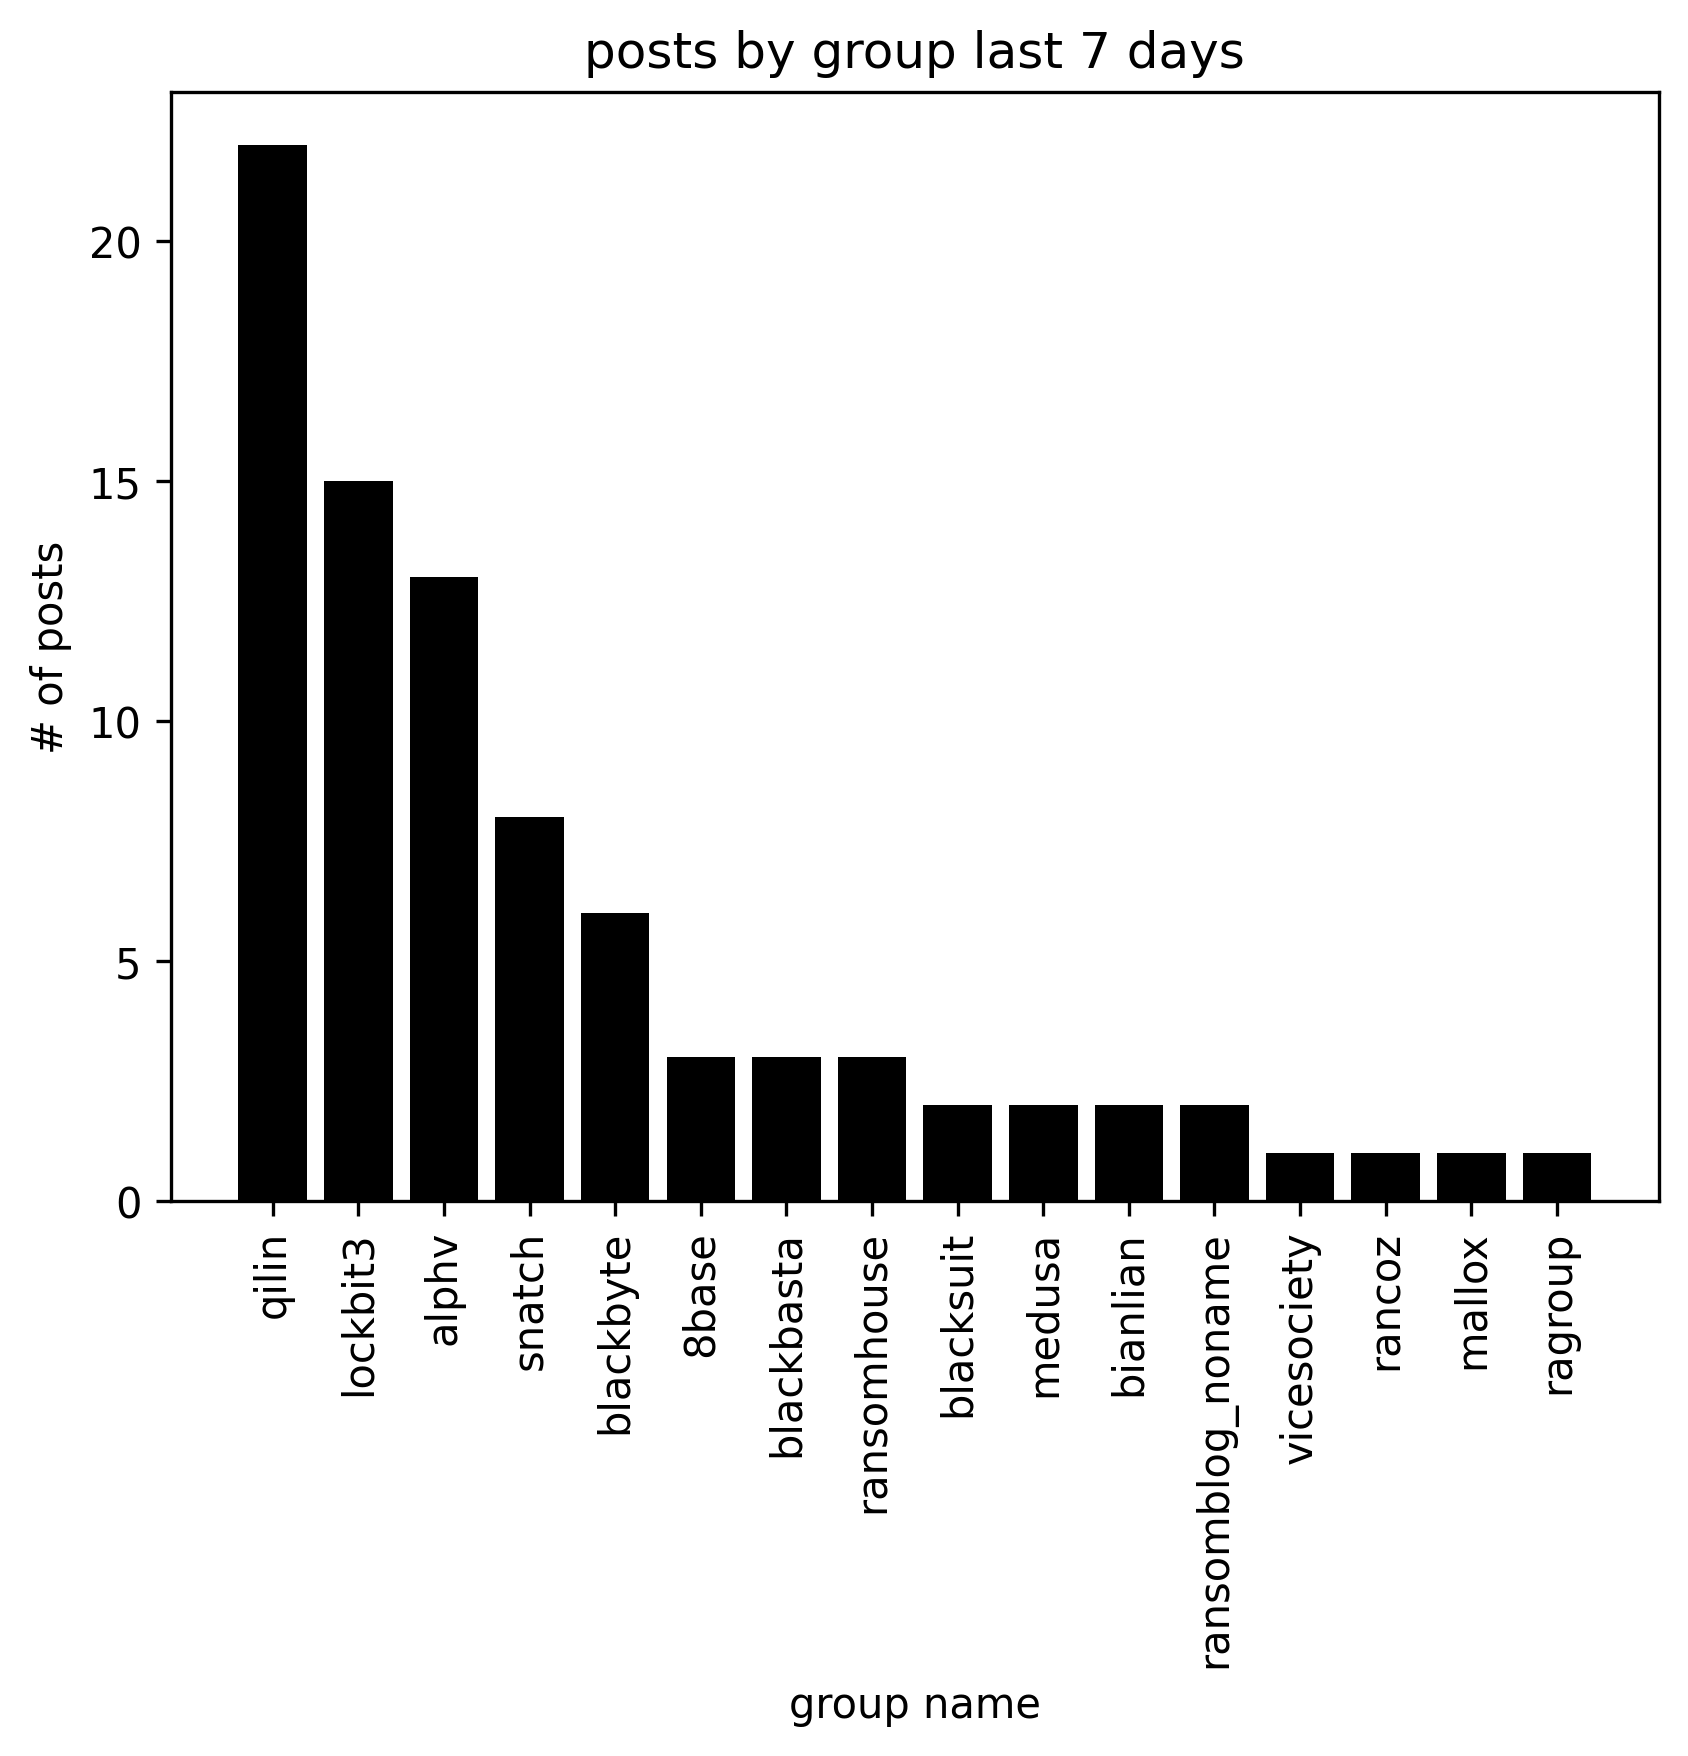 posts by group last 7 days
# of posts
20
15
10
5
0
qilin
lockbit3
alphv
snatch
blackbyte
8base
blackbasta
ransomhouse
blacksuit
medusa
bianlian
ransomblog_noname
vicesociety
rancoz
mallox
ragroup
group name